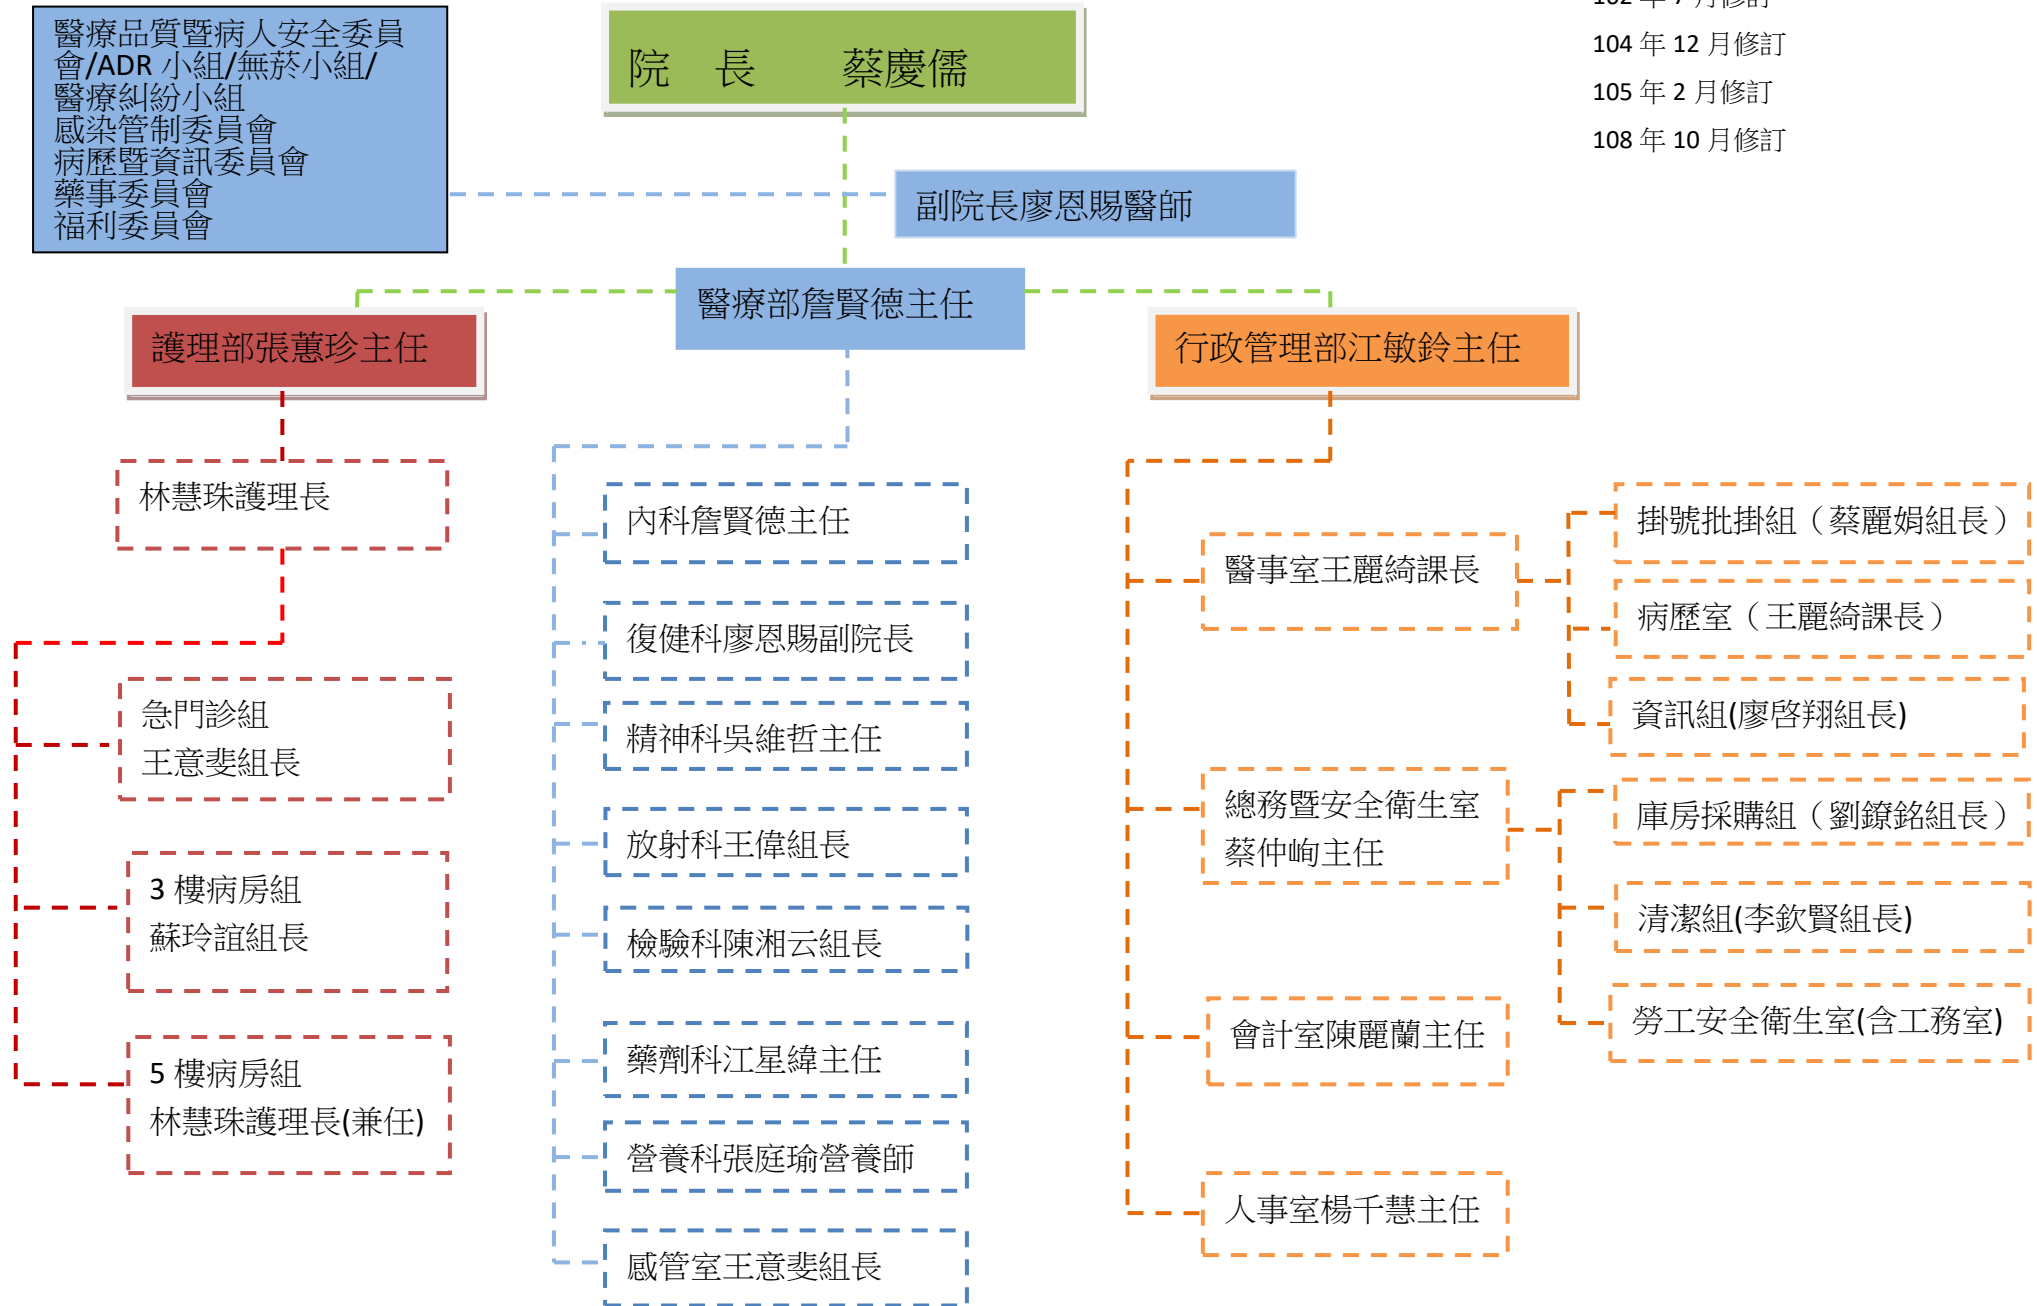 醫療品質暨病人安全委員
會/ADR 小組/無菸小組/
醫療糾紛小組
感染管制委員會
病歷暨資訊委員會
藥事委員會
福利委員會
院 長 蔡慶儒
102 年 7 月修訂
104 年 12 月修訂
105 年 2 月修訂
108 年 10 月修訂
副院長廖恩賜醫師
醫療部詹賢德主任
護理部張蕙珍主任
行政管理部江敏鈴主任
林慧珠護理長
急門診組
王意斐組長
3 樓病房組
蘇玲誼組長
5 樓病房組
林慧珠護理長(兼任)
內科詹賢德主任
復健科廖恩賜副院長
精神科吳維哲主任
放射科王偉組長
檢驗科陳湘云組長
藥劑科江星緯主任
營養科張庭瑜營養師
感管室王意斐組長
醫事室王麗綺課長
總務暨安全衛生室
蔡仲峋主任
會計室陳麗蘭主任
人事室楊千慧主任
掛號批掛組（蔡麗娟組長）
病歷室（王麗綺課長）
資訊組(廖啓翔組長)
庫房採購組（劉鐐銘組長）
清潔組(李欽賢組長)
勞工安全衛生室(含工務室)